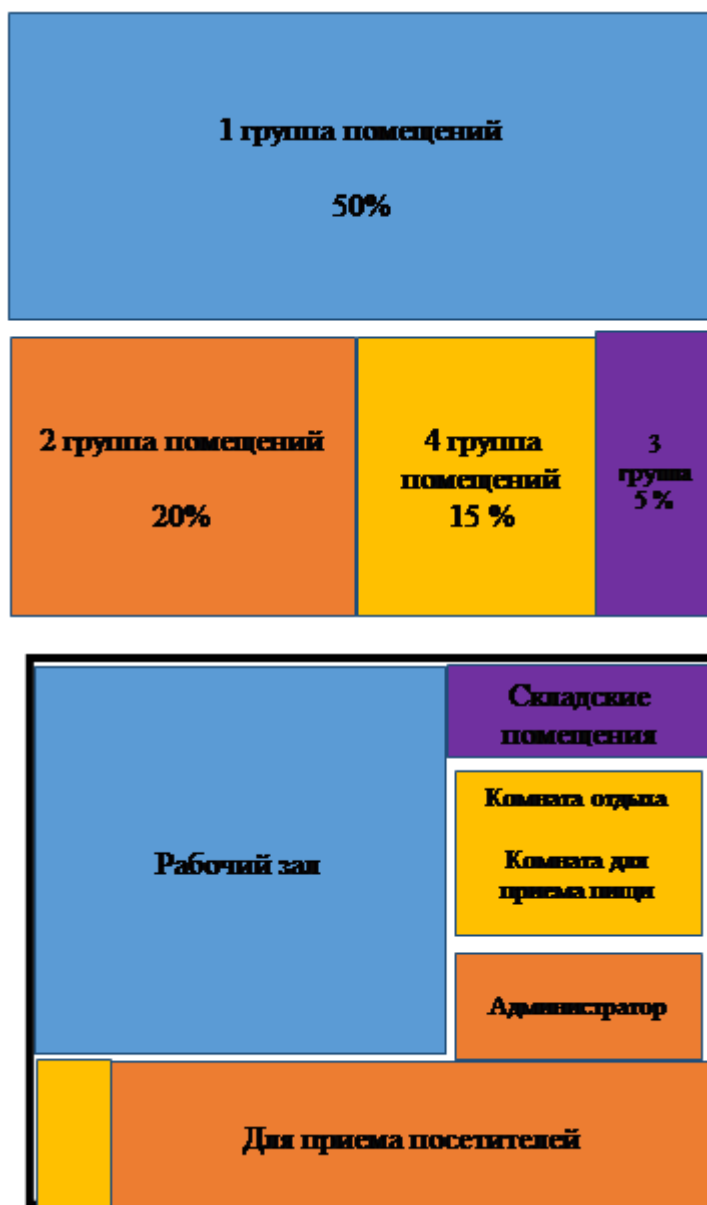 1 группа помещений
50%
2 группа помещений
20%
4 группа
помещений
15 %
3
группа
5 %
Складские
помещения
Рабочий зал
Комната отдыха
Комната для
приема пищи
Администратор
Для приема посетителей